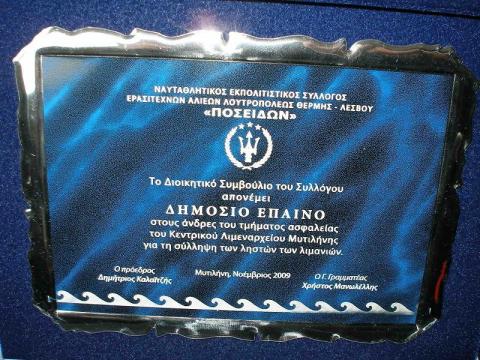 ΝΑΥΤΑΘΛΗΤΙΚΟΣ ΕΚΠΟΛΙΤΙΣΤΙΚΟΣ ΣΥΛΛΟΓΟΣ
ΕΡΑΣΙΤΕΧΝΩΝ ΑΛΙΕΩΝ ΛΟΥΤΡΟΠΟΛΕΩΣ ΘΕΡΜΗΣ - ΛΕΣΒΟΥ
«ΠΟΣΕΙΔΩΝ»
Το Διοικητικό Συμβούλιο του Συλλόγου
απονέμει
ΔΗΜΟΣΙΟ ΕΠΑΙΝΟ
στους άνδρες του τμήματος ασφαλείας
του Κεντρικού Λιμεναρχείου Μυτιλήνης
για τη σύλληψη των ληστών των λιμανιών.
Ο πρόεδρος
Δημήτριος Καλαϊτζής
Μυτιλήνη, Νοέμβριος 2009
Ο Γ. Γραμματέας
Χρήστος Μανωλέλλης